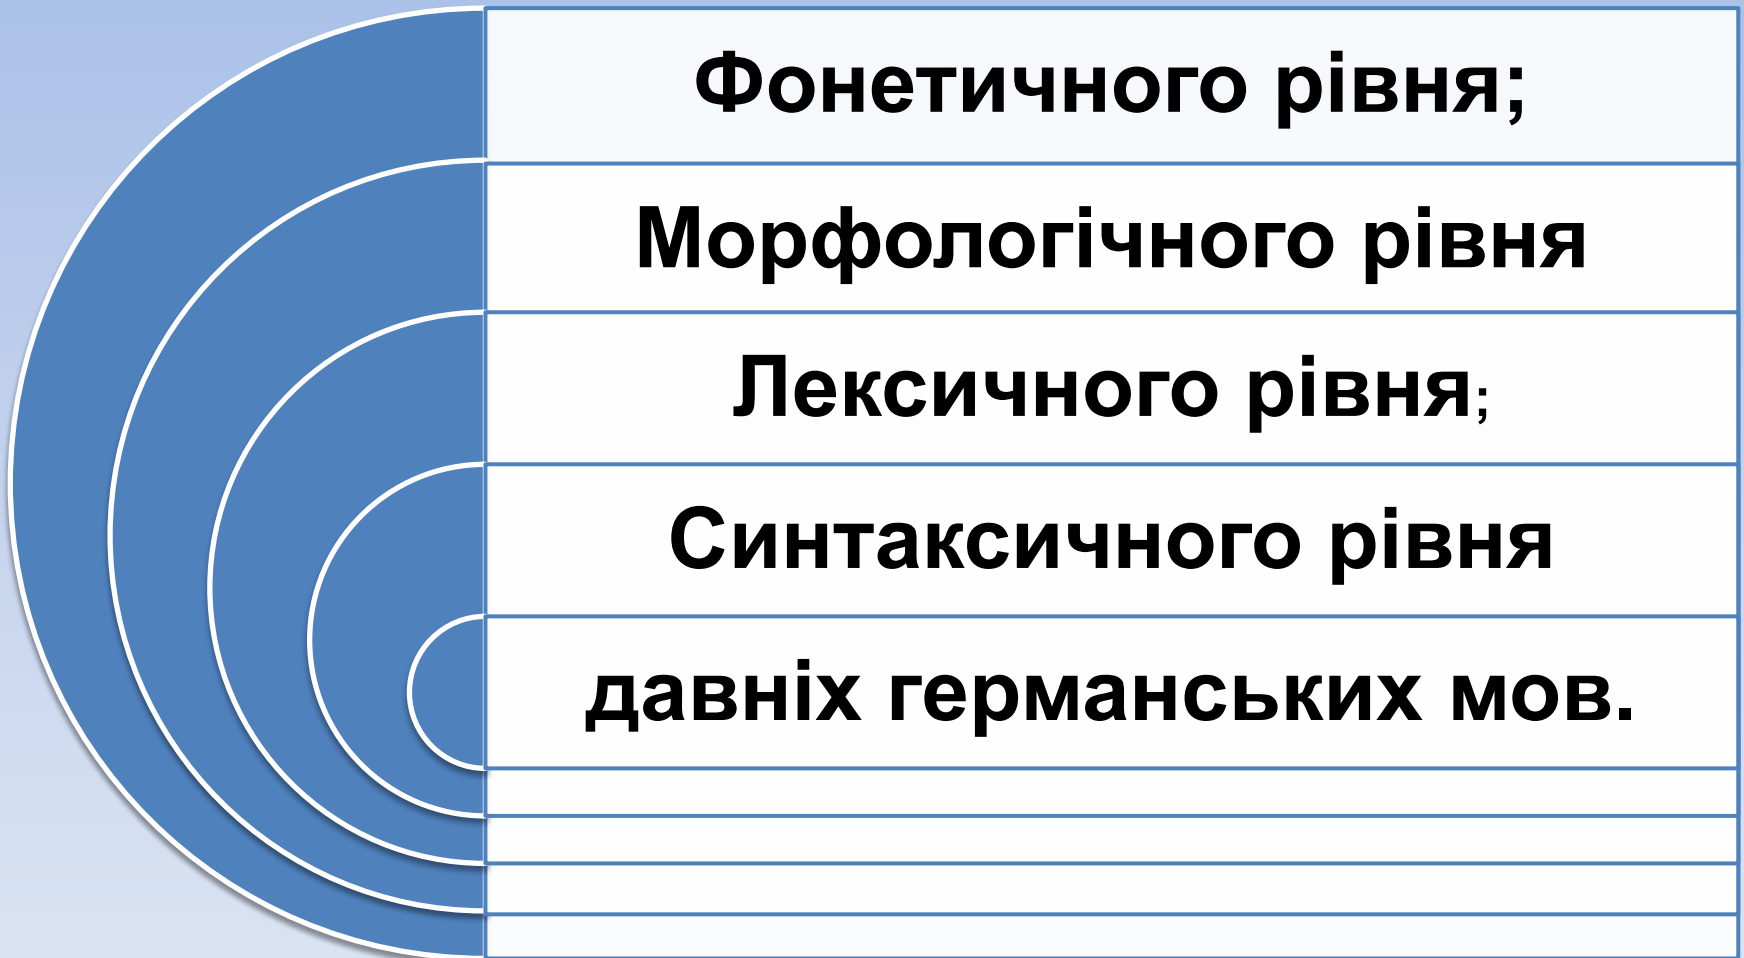 Фонетичного рівня;
Морфологічного рівня
Лексичного рівня;
Синтаксичного рівня
давніх германських мов.